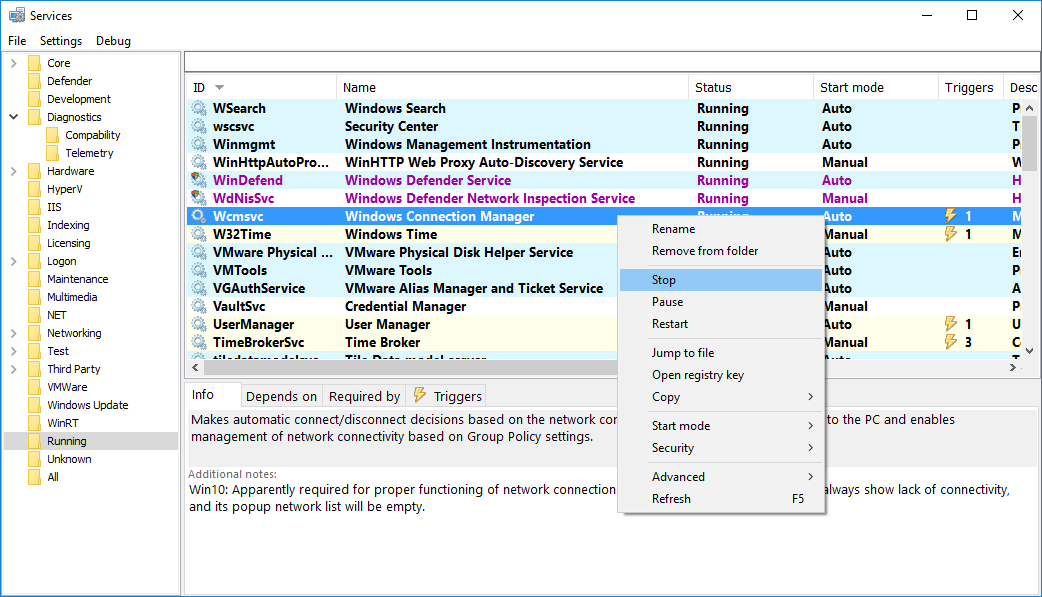 Services
File Settings Debug
Core
Defender
Development
Diagnostics
Compability
Telemetry
Hardware
HyperV
IIS
Indexing
Licensing
Logon
Maintenance
Multimedia
NET
Networking
Test
Third Party
VMWare
Windows Update
WinRT
Running
Unknown
All
ID Name Status Start mode Triggers Desc
WSearch Windows Search Running Auto P
wscsvc Security Center Running Auto T
Winmgmt Windows Management Instrumentation Running Auto P
WinHttpAutoPro... WinHTTP Web Proxy Auto-Discovery Service Running Manual W
WinDefend Windows Defender Service Running Auto H
WdNisSvc Windows Defender Network Inspection Service Running Manual H
Wcmsvc Windows Connection Manager Running Auto 1 M
W32Time Windows Time Manual 1 M
VMware Physical ... VMware Physical Disk Helper Service Auto E
VMTools VMware Tools Auto P
VGAuthService VMware Alias Manager and Ticket Service Auto A
VaultSvc Credential Manager Manual P
UserManager User Manager Auto 1 U
TimeBrokerSvc Time Broker Manual 3 C
tiledatamodelsvc Tile Data model server Auto T
Rename
Remove from folder
Stop
Pause
Restart
Jump to file
Open registry key
Copy
Start mode
Security
Advanced
Refresh F5
Info Depends on Required by Triggers
Makes automatic connect/disconnect decisions based on the network co to the PC and enables
management of network connectivity based on Group Policy settings.
Additional notes:
Win10: Apparently required for proper functioning of network connection always show lack of connectivity,
and its popup network list will be empty.